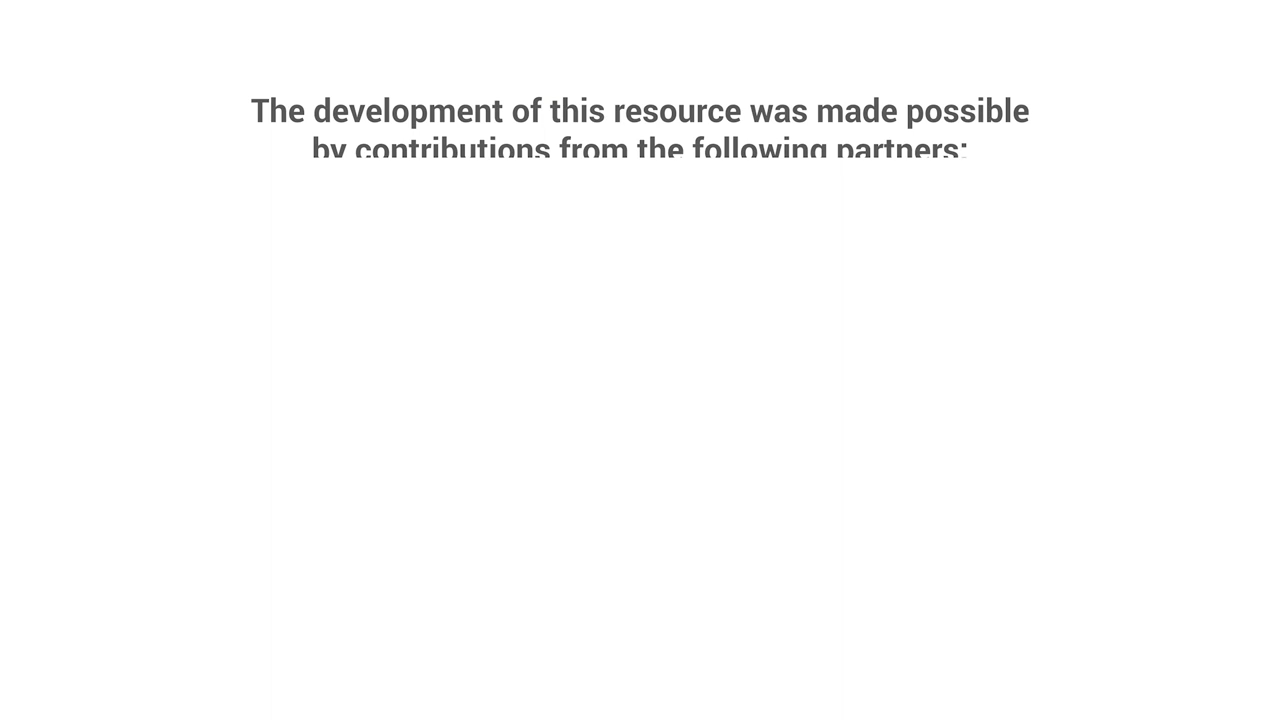 The development of this resource was made possible
by contributions from the following partners: